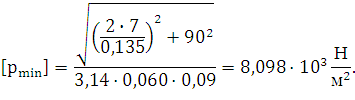 [p_min] = √((2 · 7 / 0,135)² + 90²) / (3,14 · 0,060 · 0,09) = 8,098 · 10³ Н/м².